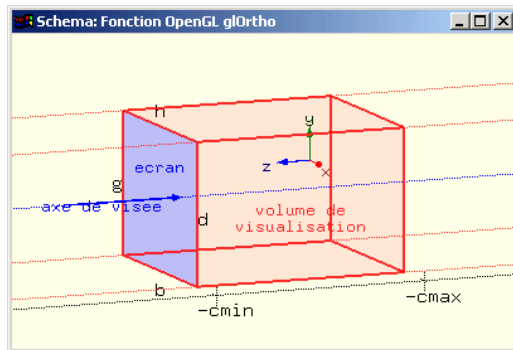 Schema: Fonction OpenGL glOrtho
h
y
ecran
z
x
g
axe de visee
d
volume de
visualisation
b
-cmin
-cmax